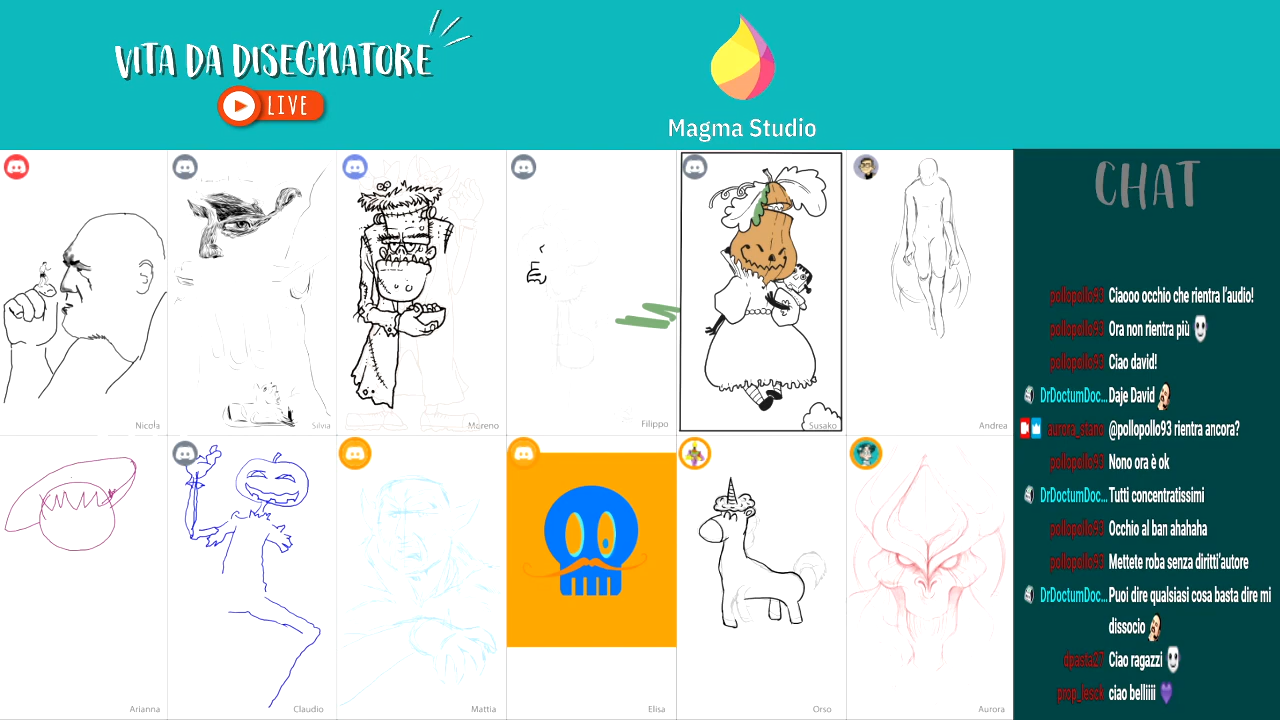 VITA DA DISEGNATORE
LIVE
Magma Studio
CHAT
Nicola
Silvia
Moreno
Filippo
Susako
Andrea
Arianna
Claudio
Mattia
Elisa
Orso
Aurora
pollopollo93 Ciaooo occhio che rientra l'audio!
pollopollo93 Ora non rientra più
pollopollo93 Ciao david!
DrDoctumDoc... Daje David
aurora_stano @pollopollo93 rientra ancora?
pollopollo93 Nono ora è ok
DrDoctumDoc... Tutti concentratissimi
pollopollo93 Occhio al ban ahahaha
pollopollo93 Mettete roba senza diritti'autore
DrDoctumDoc... Puoi dire qualsiasi cosa basta dire mi
dissocio
dpasta27 Ciao ragazzi
prop_lesck ciao belliiii